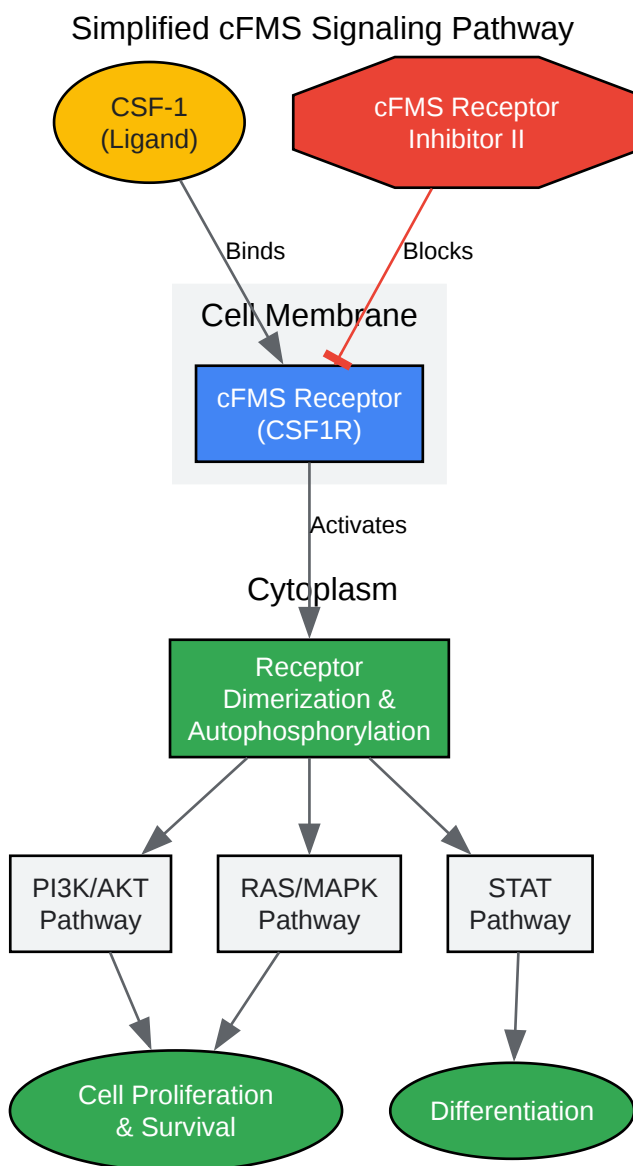 Simplified cFMS Signaling Pathway
CSF-1
(Ligand)
cFMS Receptor
Inhibitor II
Binds
Blocks
Cell Membrane
cFMS Receptor
(CSF1R)
Activates
Cytoplasm
Receptor
Dimerization &
Autophosphorylation
PI3K/AKT
Pathway
RAS/MAPK
Pathway
STAT
Pathway
Cell Proliferation
& Survival
Differentiation